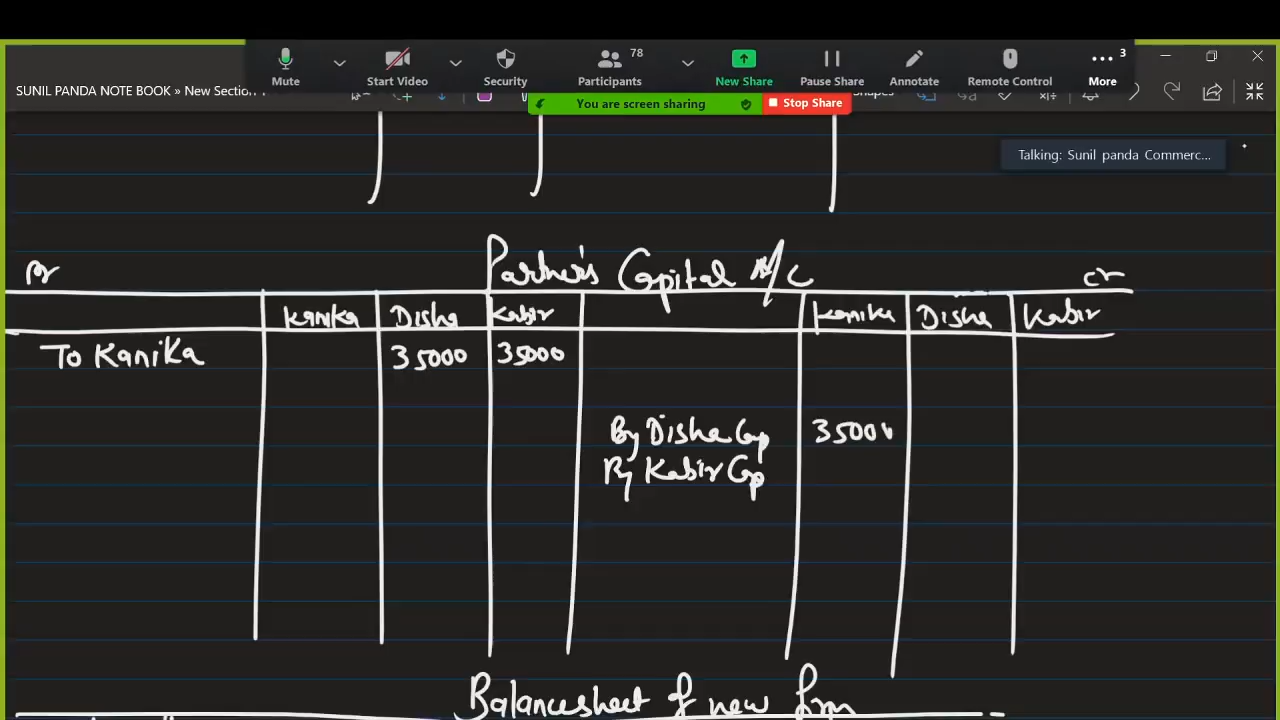 78
3
Mute
Start Video
Security
Participants
New Share
Pause Share
Annotate
Remote Control
More
SUNIL PANDA NOTE BOOK » New Section 1
You are screen sharing
Stop Share
Talking: Sunil panda Commerc...
Dr Partner's Capital A/c cr
Kanika Disha Kabir Kanika Disha Kabir
To Kanika 35000 35000
By Disha Cap 35000
By Kabir Cap
Balancesheet of new firm